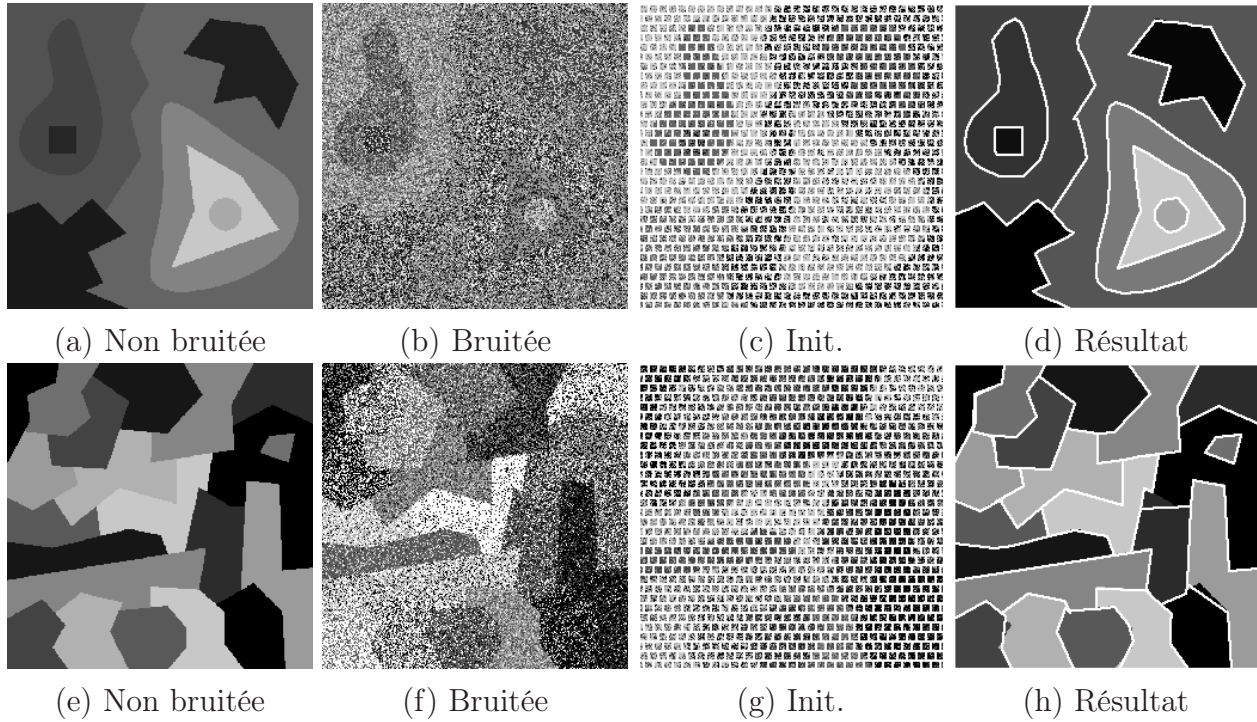 (a) Non bruitée
(b) Bruitée
(c) Init.
(d) Résultat
(e) Non bruitée
(f) Bruitée
(g) Init.
(h) Résultat